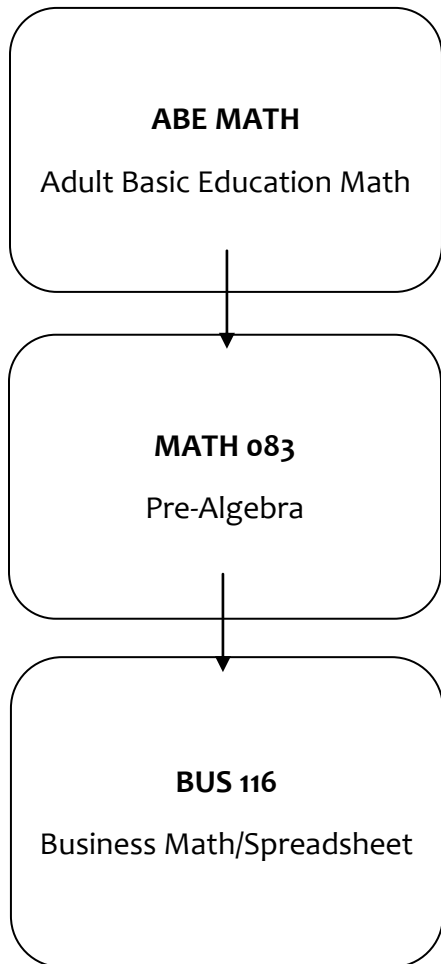 ABE MATH
Adult Basic Education Math
MATH 083
Pre-Algebra
BUS 116
Business Math/Spreadsheet